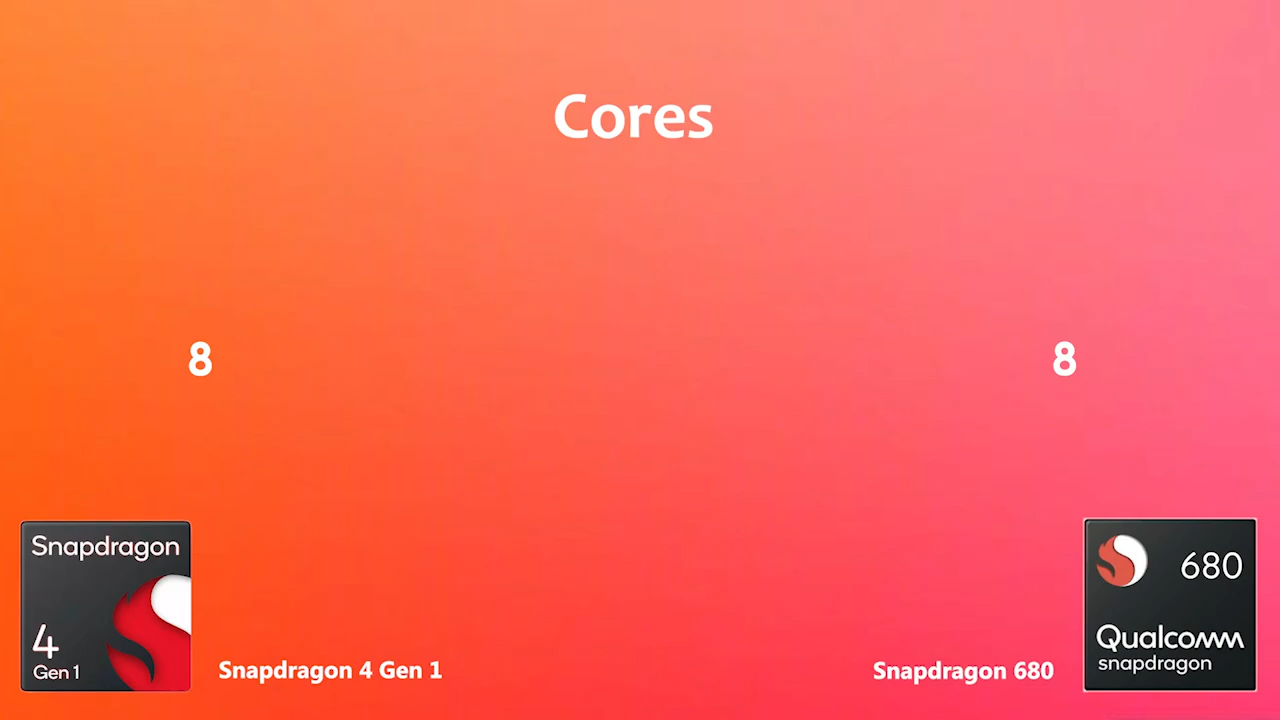 Cores
8
8
Snapdragon
4
Gen 1
Snapdragon 4 Gen 1
Snapdragon 680
680
Qualcomm
snapdragon